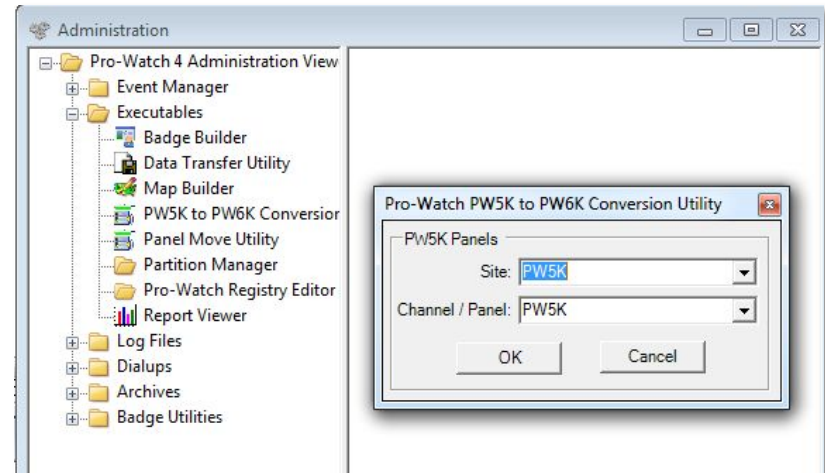 Administration
Pro-Watch 4 Administration View
Event Manager
Executables
Badge Builder
Data Transfer Utility
Map Builder
PW5K to PW6K Conversior
Panel Move Utility
Partition Manager
Pro-Watch Registry Editor
Report Viewer
Log Files
Dialups
Archives
Badge Utilities
Pro-Watch PW5K to PW6K Conversion Utility
PW5K Panels
Site: PW5K
Channel / Panel: PW5K
OK Cancel